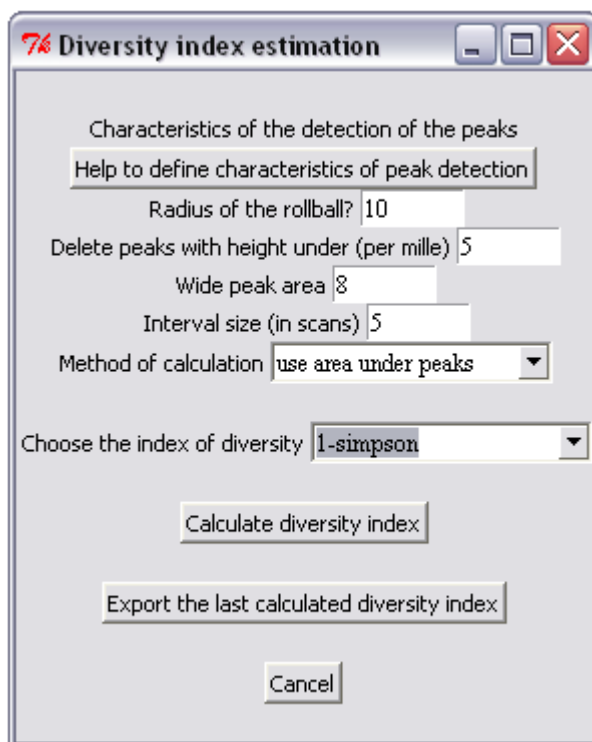 Diversity index estimation
Characteristics of the detection of the peaks
Help to define characteristics of peak detection
Radius of the rollball? 10
Delete peaks with height under (per mille) 5
Wide peak area 8
Interval size (in scans) 5
Method of calculation use area under peaks
Choose the index of diversity 1-simpson
Calculate diversity index
Export the last calculated diversity index
Cancel